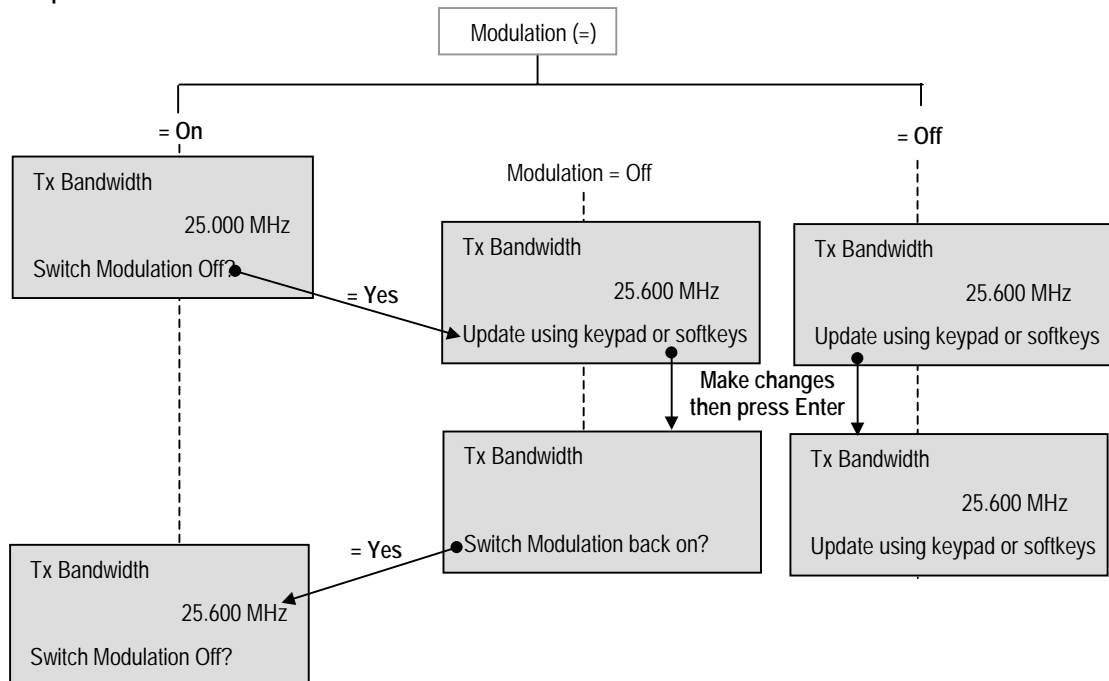 Modulation (=)
= On
= Off
Modulation = Off
Tx Bandwidth
25.000 MHz
Switch Modulation Off?
= Yes
Tx Bandwidth
25.600 MHz
Update using keypad or softkeys
Tx Bandwidth
25.600 MHz
Update using keypad or softkeys
Make changes
then press Enter
Tx Bandwidth
Switch Modulation back on?
= Yes
Tx Bandwidth
25.600 MHz
Update using keypad or softkeys
Tx Bandwidth
25.600 MHz
Switch Modulation Off?